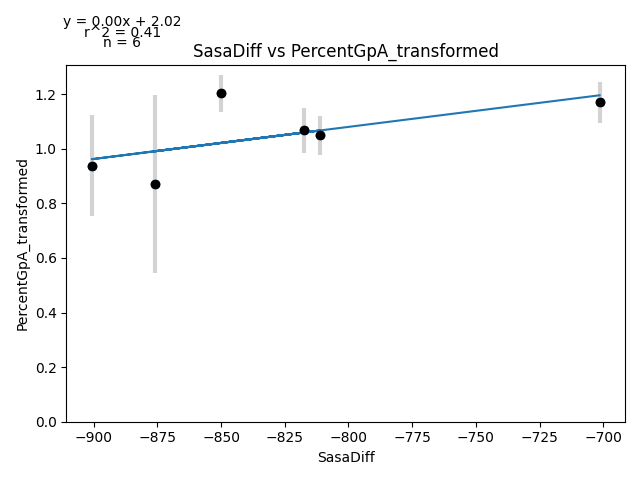 y = 0.00x + 2.02
r^2 = 0.41
n = 6
SasaDiff vs PercentGpA_transformed
PercentGpA_transformed
1.2
1.0
0.8
0.6
0.4
0.2
0.0
−900 −875 −850 −825 −800 −775 −750 −725 −700
SasaDiff